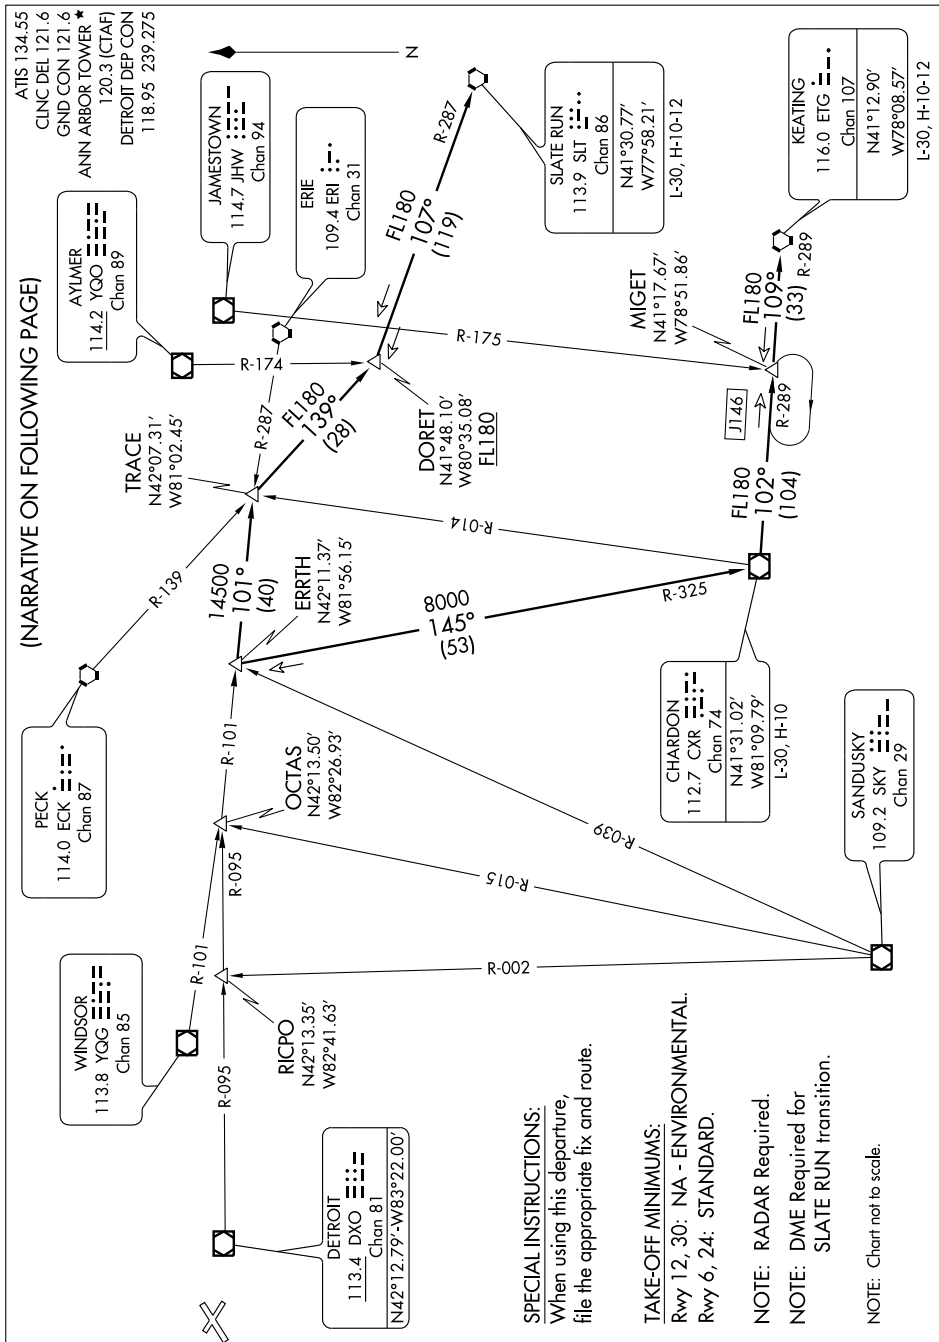 (NARRATIVE ON FOLLOWING PAGE)
ATIS 134.55
CLNC DEL 121.6
GND CON 121.6
ANN ARBOR TOWER★
120.3 (CTAF)
DETROIT DEP CON
118.95 239.275
N
PECK
114.0 ECK
Chan 87
AYLMER
114.2 YQO
Chan 89
JAMESTOWN
114.7 JHW
Chan 94
ERIE
109.4 ERI
Chan 31
WINDSOR
113.8 YQG
Chan 85
DETROIT
113.4 DXO
Chan 81
N42°12.79'-W83°22.00'
R-095
RICPO
N42°13.35'
W82°41.63'
R-101
R-095
OCTAS
N42°13.50'
W82°26.93'
R-101
ERRTH
N42°11.37'
W81°56.15'
14500
101°
(40)
R-139
TRACE
N42°07.31'
W81°02.45'
R-287
R-174
FL180
139°
(28)
DORET
N41°48.10'
W80°35.08'
FL180
FL180
107°
(119)
R-287
SLATE RUN
113.9 SLT
Chan 86
N41°30.77'
W77°58.21'
L-30, H-10-12
R-175
R-014
8000
145°
(53)
R-325
R-002
R-015
R-039
CHARDON
112.7 CXR
Chan 74
N41°31.02'
W81°09.79'
L-30, H-10
SANDUSKY
109.2 SKY
Chan 29
FL180
102°
(104)
J146
R-289
MIGET
N41°17.67'
W78°51.86'
FL180
109°
(33)
R-289
KEATING
116.0 ETG
Chan 107
N41°12.90'
W78°08.57'
L-30, H-10-12
SPECIAL INSTRUCTIONS:
When using this departure,
file the appropriate fix and route.
TAKE-OFF MINIMUMS:
Rwy 12, 30: NA - ENVIRONMENTAL.
Rwy 6, 24: STANDARD.
NOTE: RADAR Required.
NOTE: DME Required for
SLATE RUN transition.
NOTE: Chart not to scale.